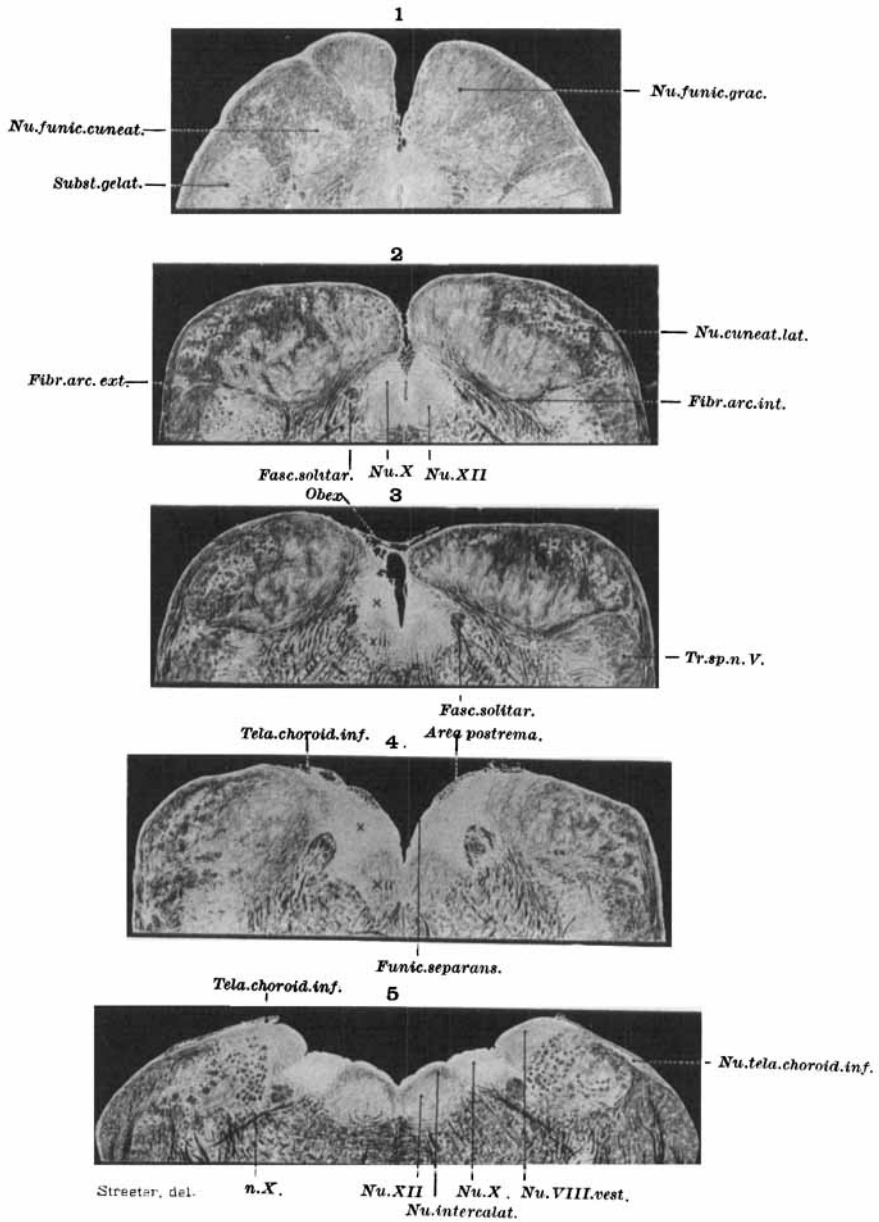 1
Nu.funic.grac.
Nu.funic.cuneat.
Subst.gelat.
2
Nu.cuneat.lat.
Fibr.arc.ext.
Fibr.arc.int.
Fasc.solitar. Nu.X Nu.XII
Obex 3
x
xii
Tr.sp.n.V.
Fasc.solitar.
Tela.choroid.inf. Area postrema.
4.
x
XII
Funic.separans.
Tela.choroid.inf. 5
Nu.tela.choroid.inf.
Streeter, del. n.X. Nu.XII Nu.X. Nu.VIII.vest.
Nu.intercalat.